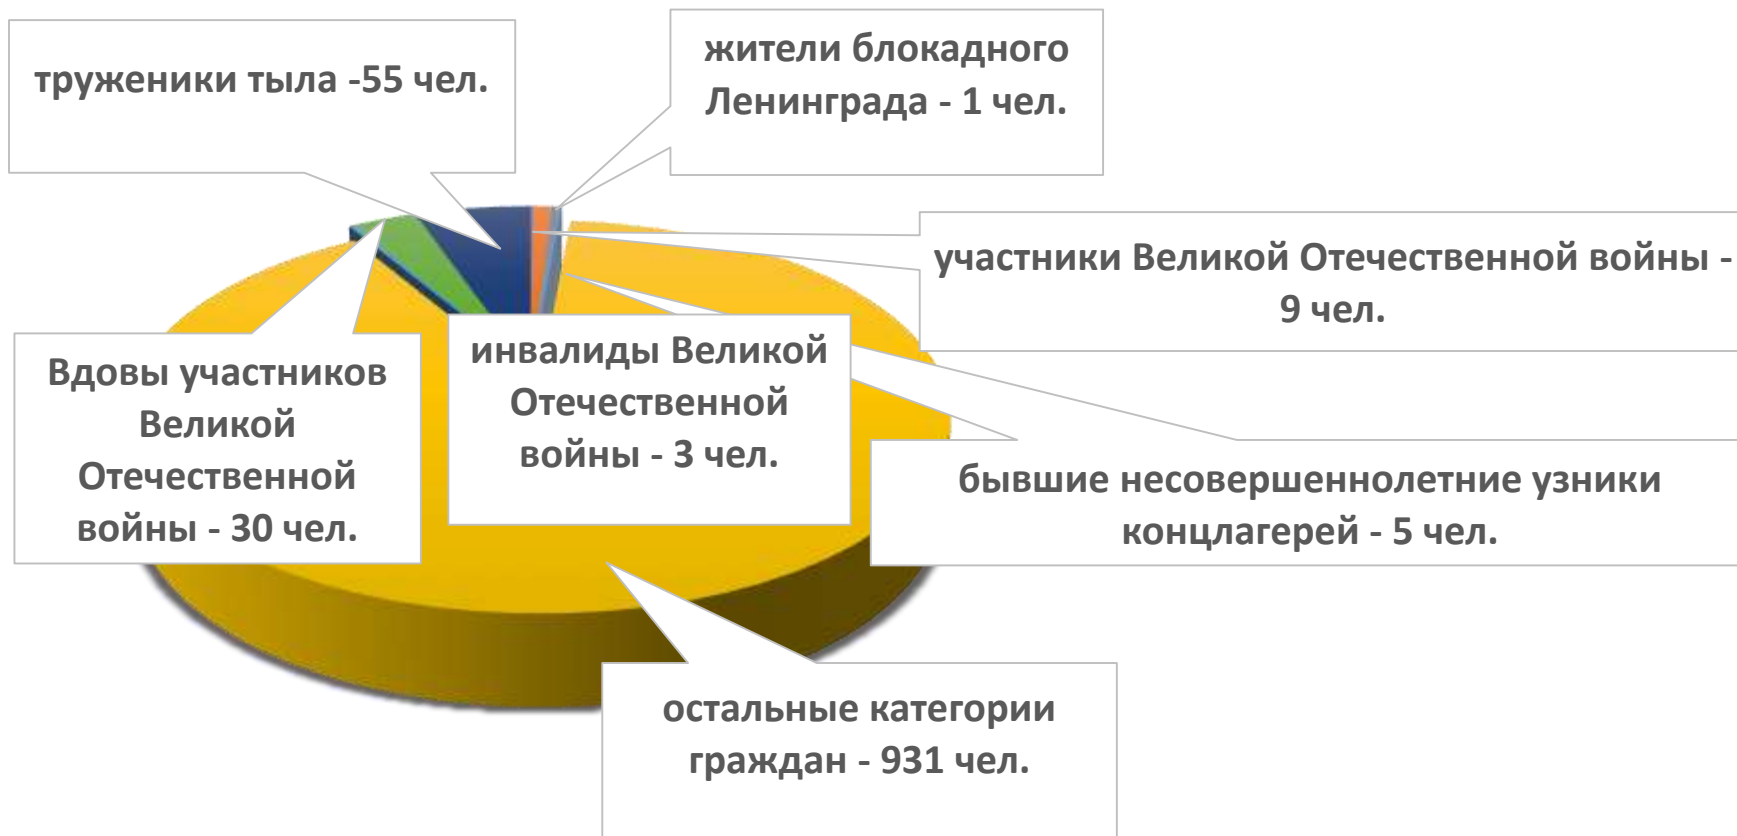 труженики тыла -55 чел.
жители блокадного
Ленинграда - 1 чел.
участники Великой Отечественной войны -
9 чел.
Вдовы участников
Великой
Отечественной
войны - 30 чел.
инвалиды Великой
Отечественной
войны - 3 чел.
бывшие несовершеннолетние узники
концлагерей - 5 чел.
остальные категории
граждан - 931 чел.